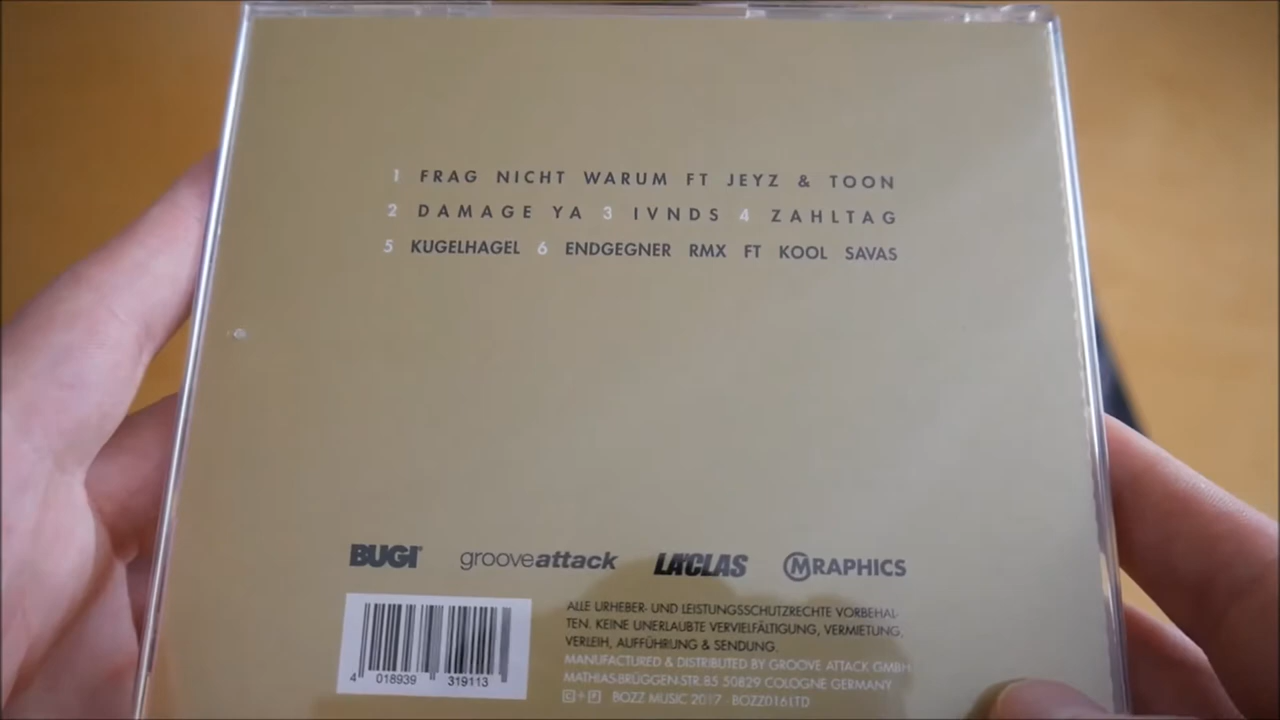 1 FRAG NICHT WARUM FT JEYZ & TOON
2 DAMAGE YA 3 IVNDS 4 ZAHLTAG
5 KUGELHAGEL 6 ENDGEGNER RMX FT KOOL SAVAS
BUGI grooveattack LA'CLAS MRAPHICS
ALLE URHEBER- UND LEISTUNGSSCHUTZRECHTE VORBEHAL-
TEN. KEINE UNERLAUBTE VERVIELFÄLTIGUNG, VERMIETUNG,
VERLEIH, AUFFÜHRUNG & SENDUNG.
MANUFACTURED & DISTRIBUTED BY GROOVE ATTACK GMBH
MATHIAS-BRÜGGEN-STR.85 50829 COLOGNE GERMANY
C+P BOZZ MUSIC 2017 · BOZZ016LTD
4 018939 319113